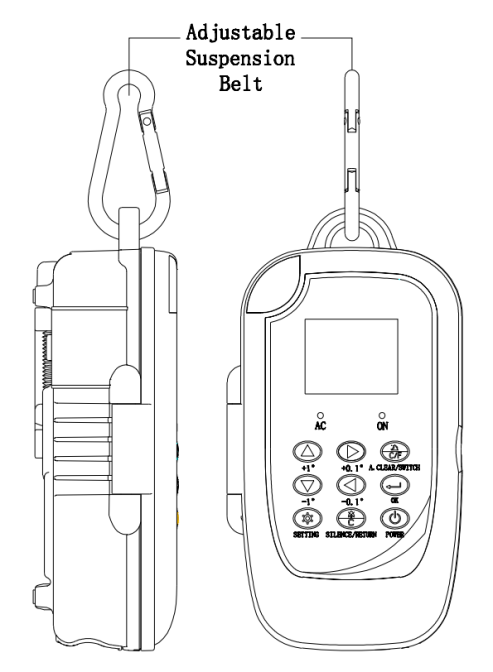 Adjustable
Suspension
Belt
AC ON
C/F
+1° +0.1° A.CLEAR/SWITCH
-1° -0.1° OK
C
SETTING SILENCE/RETURN POWER